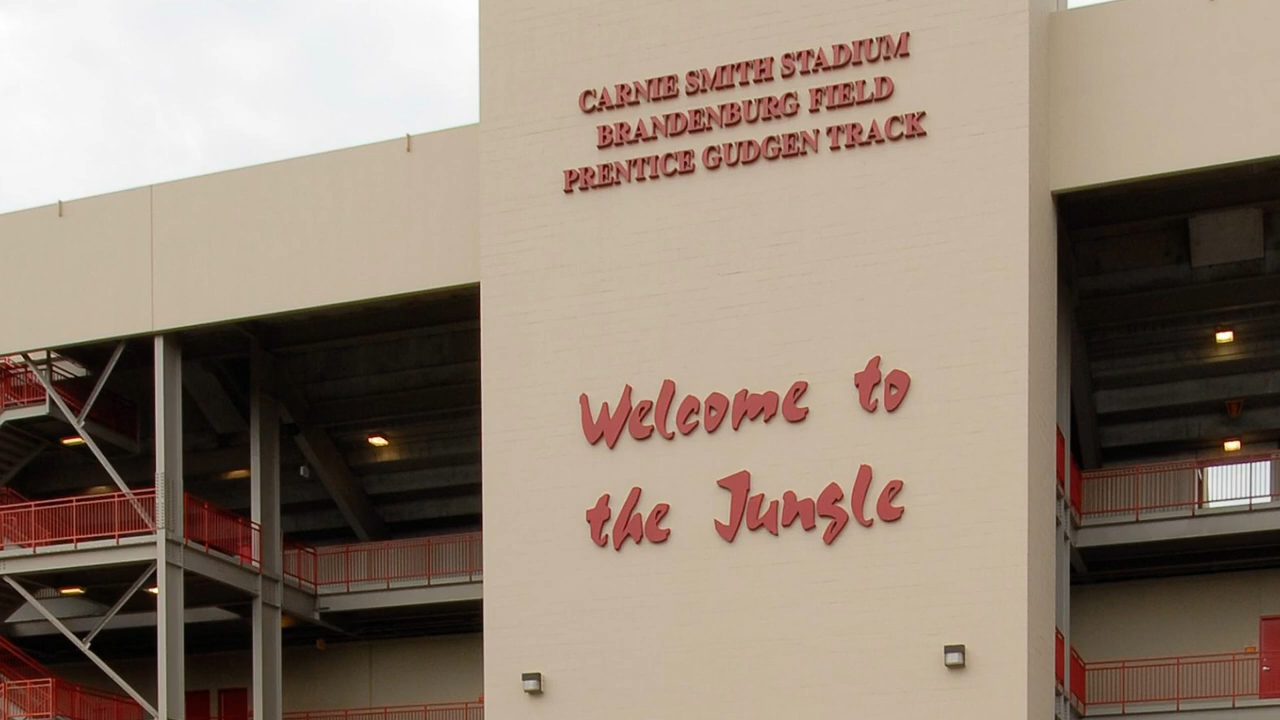 CARNIE SMITH STADIUM
BRANDENBURG FIELD
PRENTICE GUDGEN TRACK
Welcome to
the Jungle